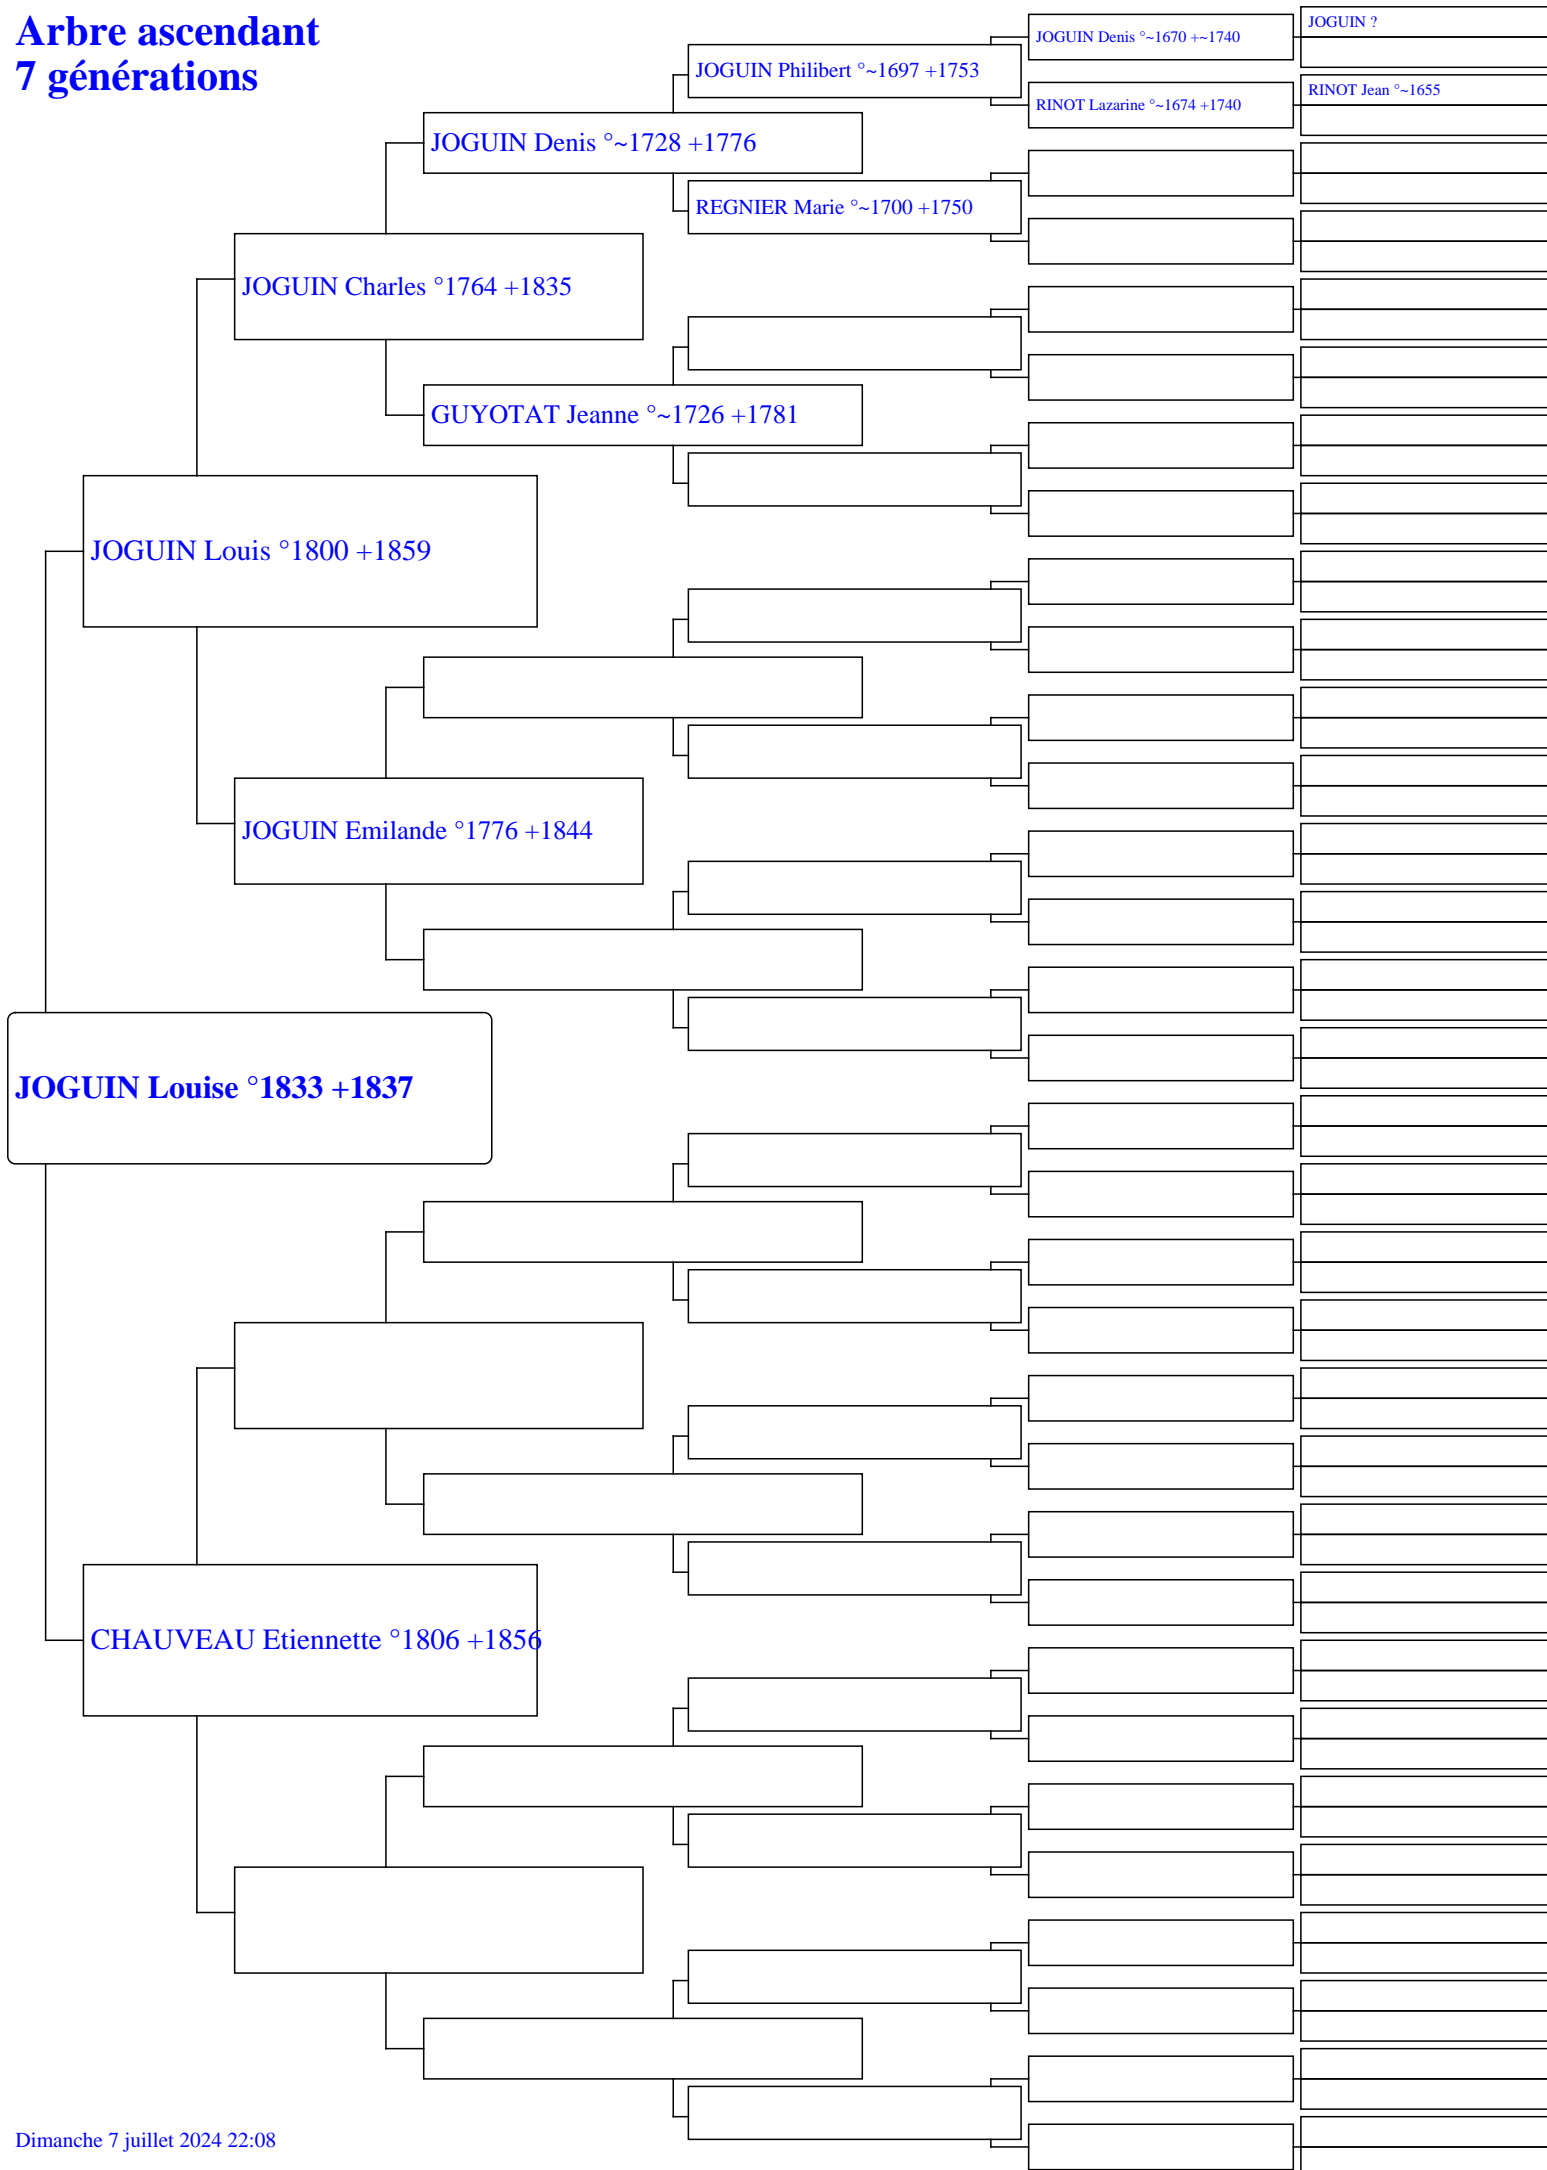 Arbre ascendant
7 générations
JOGUIN ?
JOGUIN Denis °~1670 +~1740
JOGUIN Philibert °~1697 +1753
RINOT Jean °~1655
RINOT Lazarine °~1674 +1740
JOGUIN Denis °~1728 +1776
REGNIER Marie °~1700 +1750
JOGUIN Charles °1764 +1835
GUYOTAT Jeanne °~1726 +1781
JOGUIN Louis °1800 +1859
JOGUIN Emilande °1776 +1844
JOGUIN Louise °1833 +1837
CHAUVEAU Etiennette °1806 +1856
Dimanche 7 juillet 2024 22:08